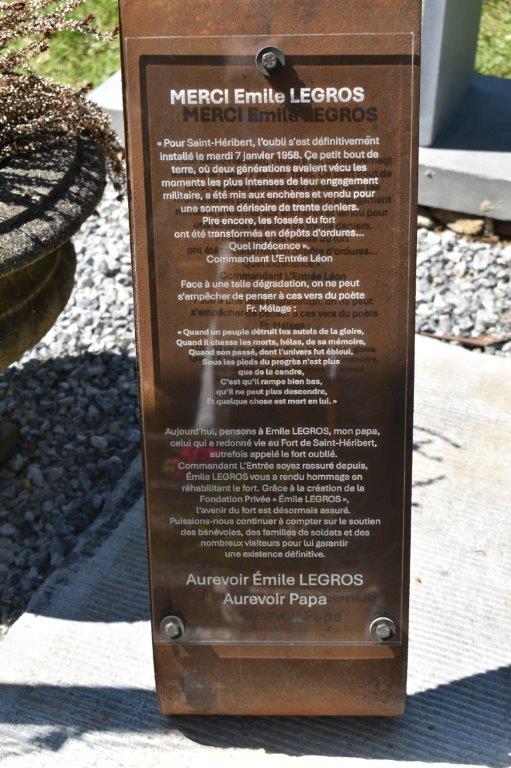 MERCI Emile LEGROS
« Pour Saint-Héribert, l'oubli s'est définitivement
installé le mardi 7 janvier 1958. Çe petit bout de
terre, où deux générations avaient vécu les
moments les plus intenses de leur engagement
militaire, a été mis aux enchères et vendu pour
une somme dérisoire de trente deniers.
Pire encore, les fossés du fort
ont été transformés en dépôts d'ordures...
Quel indécence ».
Commandant L'Entrée Léon
Face à une telle dégradation, on ne peut
s'empêcher de penser à ces vers du poète
Fr. Mélage :
« Quand un peuple détruit les autels de la gloire,
Quand il chasse les morts, hélas, de sa mémoire,
Quand son passé, dont l'univers fut ébloui,
Sous les pieds du progrès n'est plus
que de la cendre,
C'est qu'il rampe bien bas,
qu'il ne peut plus descendre,
Et quelque chose est mort en lui. »
Aujourd'hui, pensons à Emile LEGROS, mon papa,
celui qui a redonné vie au Fort de Saint-Héribert,
autrefois appelé le fort oublié.
Commandant L'Entrée soyez rassuré depuis,
Émile LEGROS vous a rendu hommage en
réhabilitant le fort. Grâce à la création de la
Fondation Privée « Émile LEGROS »,
l'avenir du fort est désormais assuré.
Puissions-nous continuer à compter sur le soutien
des bénévoles, des familles de soldats et des
nombreux visiteurs pour lui garantir
une existence définitive.
Aurevoir Émile LEGROS
Aurevoir Papa